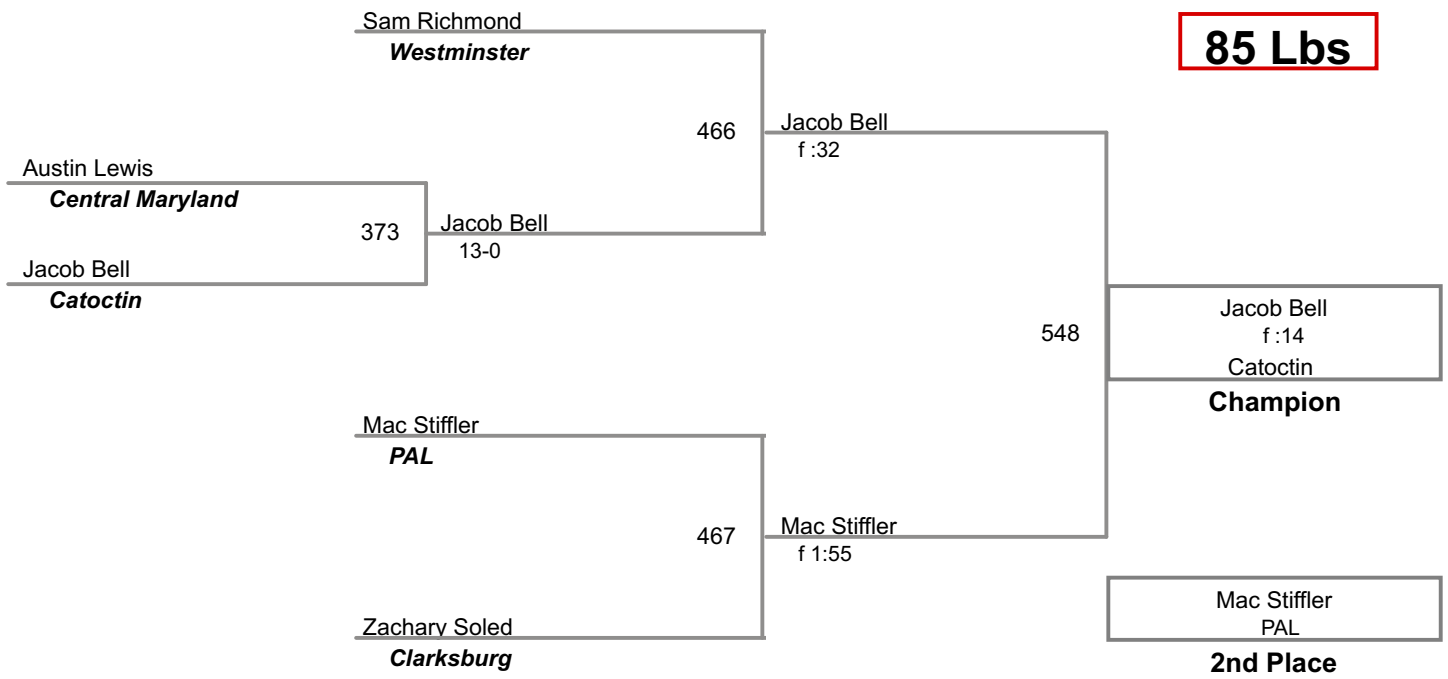 Sam Richmond
Westminster
85 Lbs
466
Jacob Bell
f :32
Austin Lewis
Central Maryland
373
Jacob Bell
13-0
Jacob Bell
Catoctin
548
Jacob Bell
f :14
Catoctin
Champion
Mac Stiffler
PAL
467
Mac Stiffler
f 1:55
Zachary Soled
Clarksburg
Mac Stiffler
PAL
2nd Place